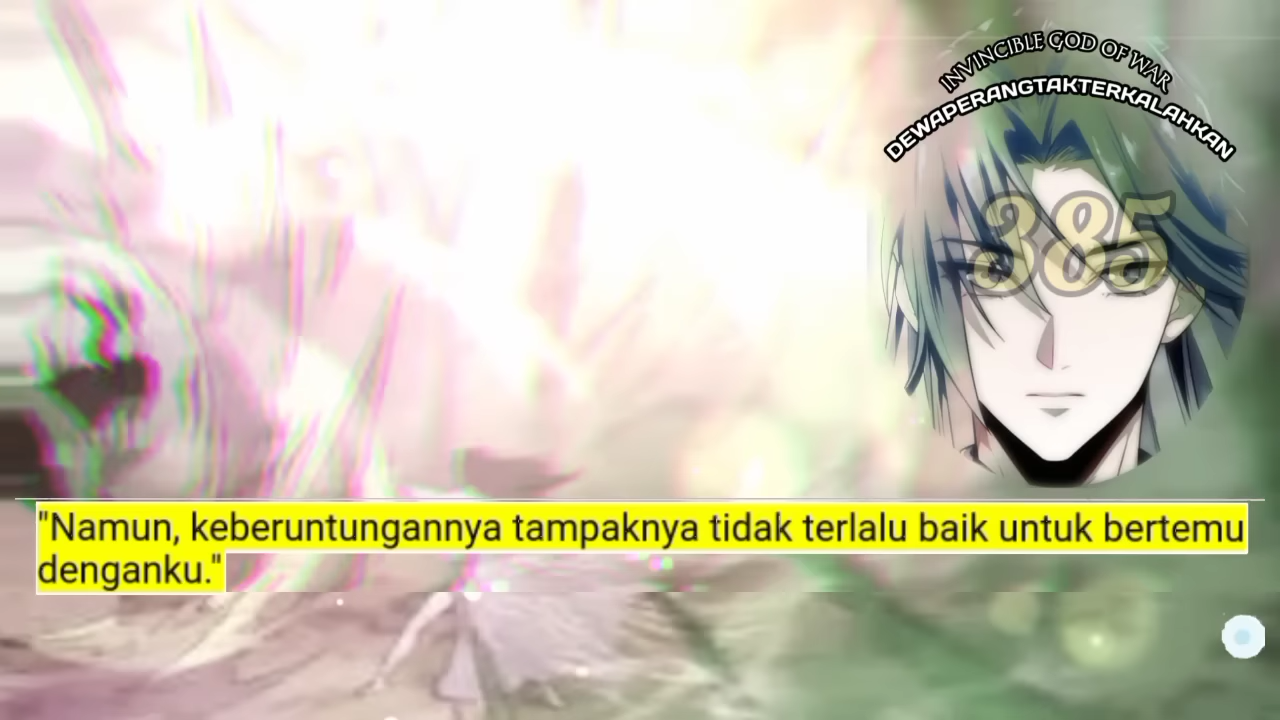 INVINCIBLE GOD OF WAR
DEWAPERANGTAKTERKALAHKAN
385
"Namun, keberuntungannya tampaknya tidak terlalu baik untuk bertemu
denganku."